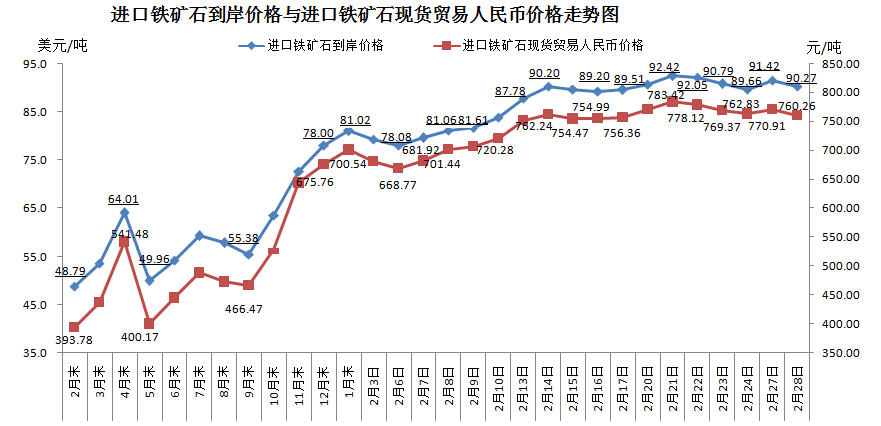 进口铁矿石到岸价格与进口铁矿石现货贸易人民币价格走势图
美元/吨
进口铁矿石到岸价格
进口铁矿石现货贸易人民币价格
元/吨
95.0
85.0
75.0
65.0
55.0
45.0
35.0
850.00
800.00
750.00
700.00
650.00
600.00
550.00
500.00
450.00
400.00
350.00
48.79
64.01
49.96
55.38
78.00
81.02
78.08
81.06
81.61
87.78
90.20
89.20
89.51
92.42
92.05
90.79
89.66
91.42
90.27
393.78
541.48
400.17
466.47
675.76
700.54
668.77
681.92
701.44
720.28
762.24
754.47
754.99
756.36
783.42
778.12
769.37
762.83
770.91
760.26
2月末
3月末
4月末
5月末
6月末
7月末
8月末
9月末
10月末
11月末
12月末
1月末
2月3日
2月6日
2月7日
2月8日
2月9日
2月10日
2月13日
2月14日
2月15日
2月16日
2月17日
2月20日
2月21日
2月22日
2月23日
2月24日
2月27日
2月28日